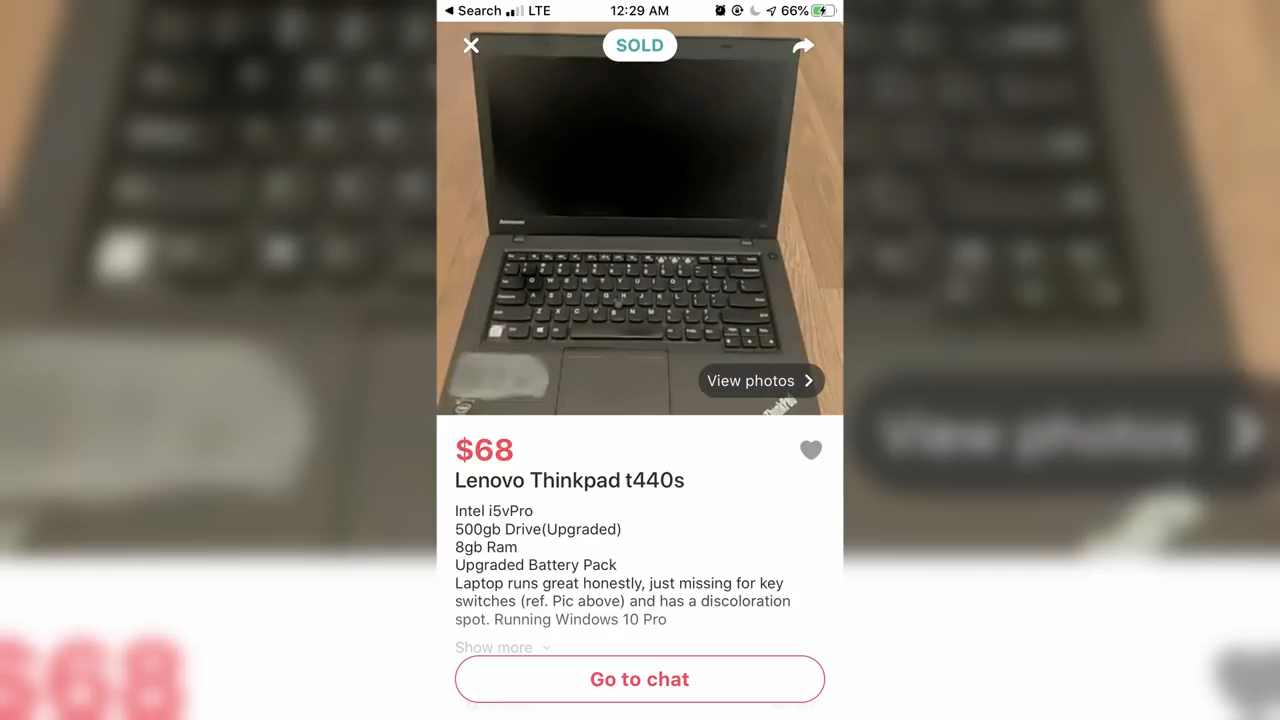 Search LTE 12:29 AM 66%
SOLD
View photos
ThinkPad
$68
Lenovo Thinkpad t440s
Intel i5vPro
500gb Drive(Upgraded)
8gb Ram
Upgraded Battery Pack
Laptop runs great honestly, just missing for key
switches (ref. Pic above) and has a discoloration
spot. Running Windows 10 Pro
Show more
Go to chat